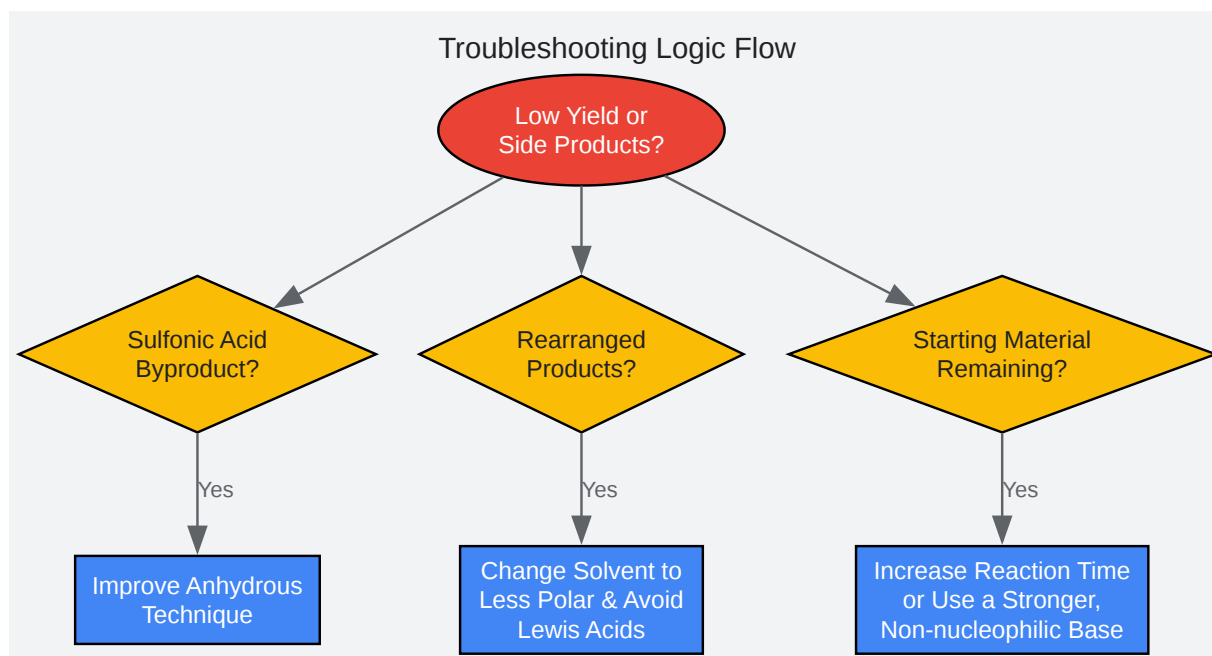 Troubleshooting Logic Flow
Low Yield or
Side Products?
Sulfonic Acid
Byproduct?
Rearranged
Products?
Starting Material
Remaining?
Yes
Yes
Yes
Improve Anhydrous
Technique
Change Solvent to
Less Polar & Avoid
Lewis Acids
Increase Reaction Time
or Use a Stronger,
Non-nucleophilic Base